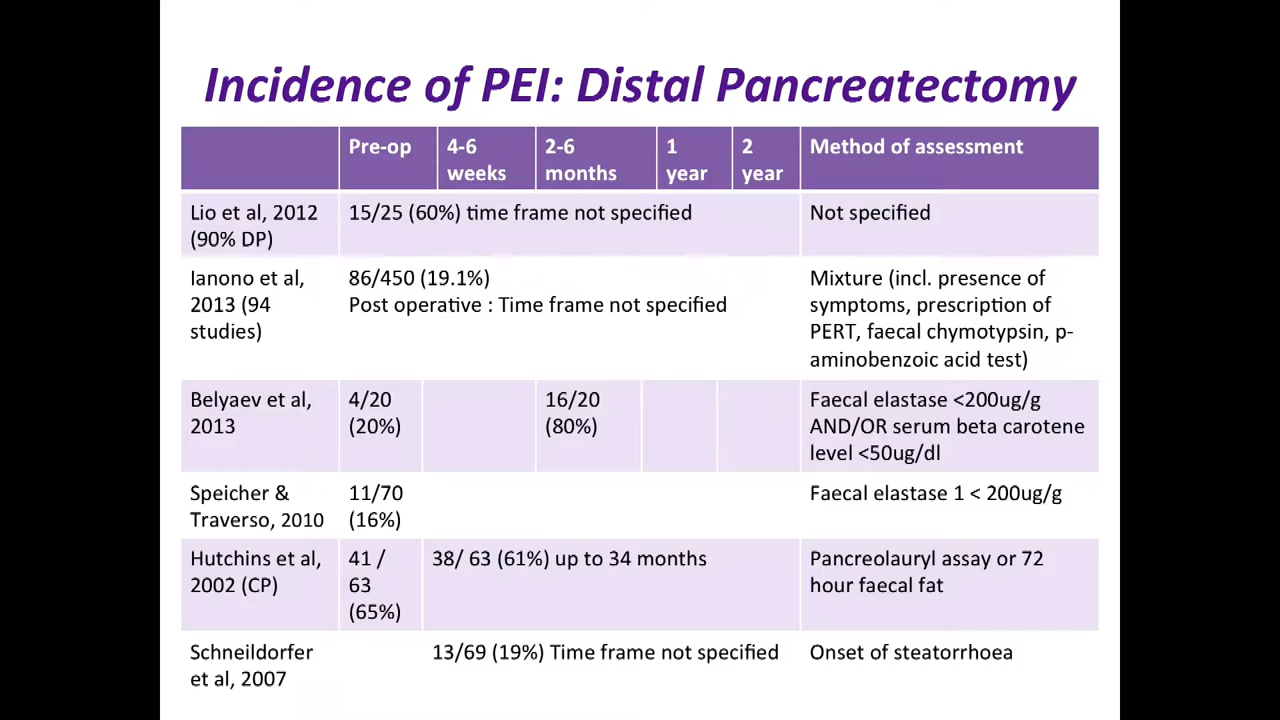 Incidence of PEI: Distal Pancreatectomy
Pre-op
4-6
weeks
2-6
months
1
year
2
year
Method of assessment
Lio et al, 2012
(90% DP)
15/25 (60%) time frame not specified
Not specified
Ianono et al,
2013 (94
studies)
86/450 (19.1%)
Post operative : Time frame not specified
Mixture (incl. presence of
symptoms, prescription of
PERT, faecal chymotypsin, p-
aminobenzoic acid test)
Belyaev et al,
2013
4/20
(20%)
16/20
(80%)
Faecal elastase <200ug/g
AND/OR serum beta carotene
level <50ug/dl
Speicher &
Traverso, 2010
11/70
(16%)
Faecal elastase 1 < 200ug/g
Hutchins et al,
2002 (CP)
41 /
63
(65%)
38/ 63 (61%) up to 34 months
Pancreolauryl assay or 72
hour faecal fat
Schneildorfer
et al, 2007
13/69 (19%) Time frame not specified
Onset of steatorrhoea